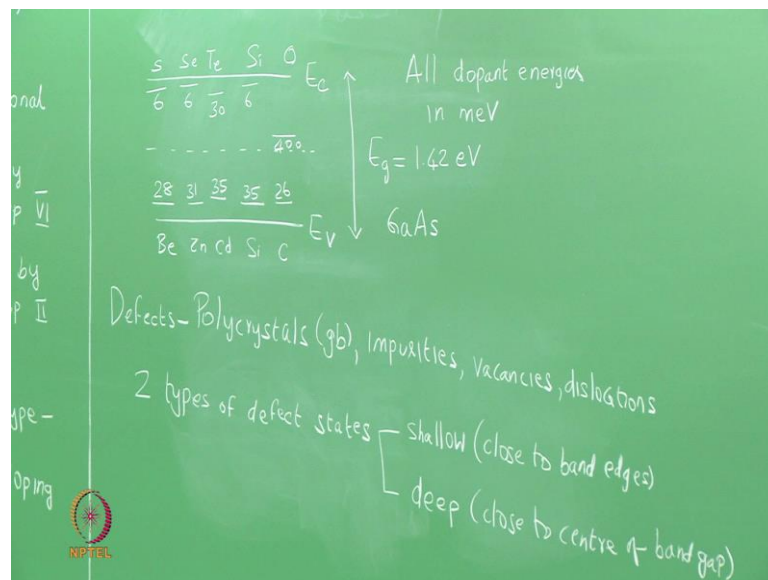 onal
y
P VI
by
P II
ype-
oping
S Se Te Si O Ec
6 6 30 6
400
28 31 35 35 26
Be Zn Cd Si C Ev
All dopant energies
in meV
Eg = 1.42 eV
GaAs
Defects- Polycrystals (gb), impurities, vacancies, dislocations
2 types of defect states
shallow (close to band edges)
deep (close to centre of band gap)
NPTEL